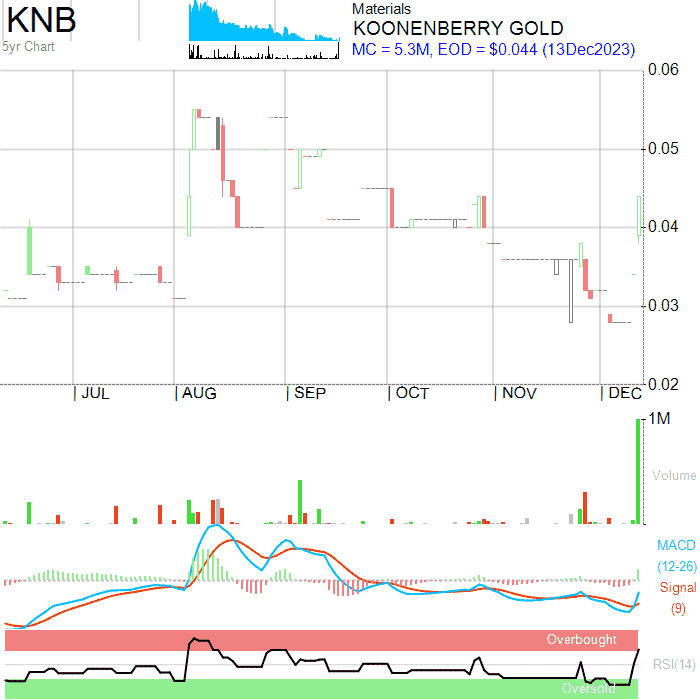 KNB
5yr Chart
Materials
KOONENBERRY GOLD
MC = 5.3M, EOD = $0.044 (13Dec2023)
0.06
0.05
0.04
0.03
0.02
JUL
AUG
SEP
OCT
NOV
DEC
1M
Volume
MACD
(12-26)
Signal
(9)
Overbought
RSI(14)
Oversold